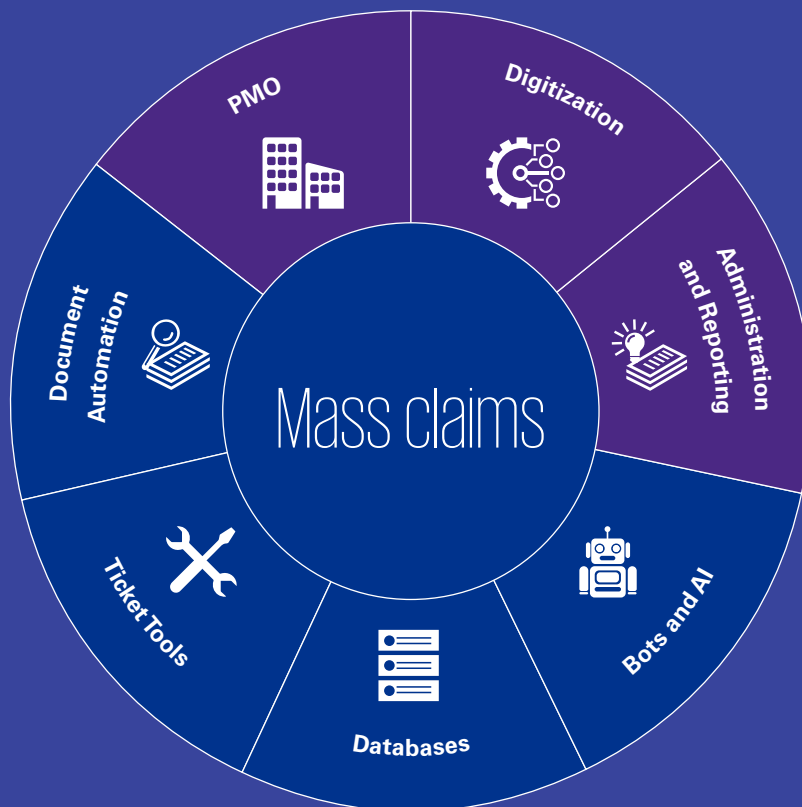 PMO
Digitization
Administration
and Reporting
Bots and AI
Databases
Ticket Tools
Document
Automation
Mass claims